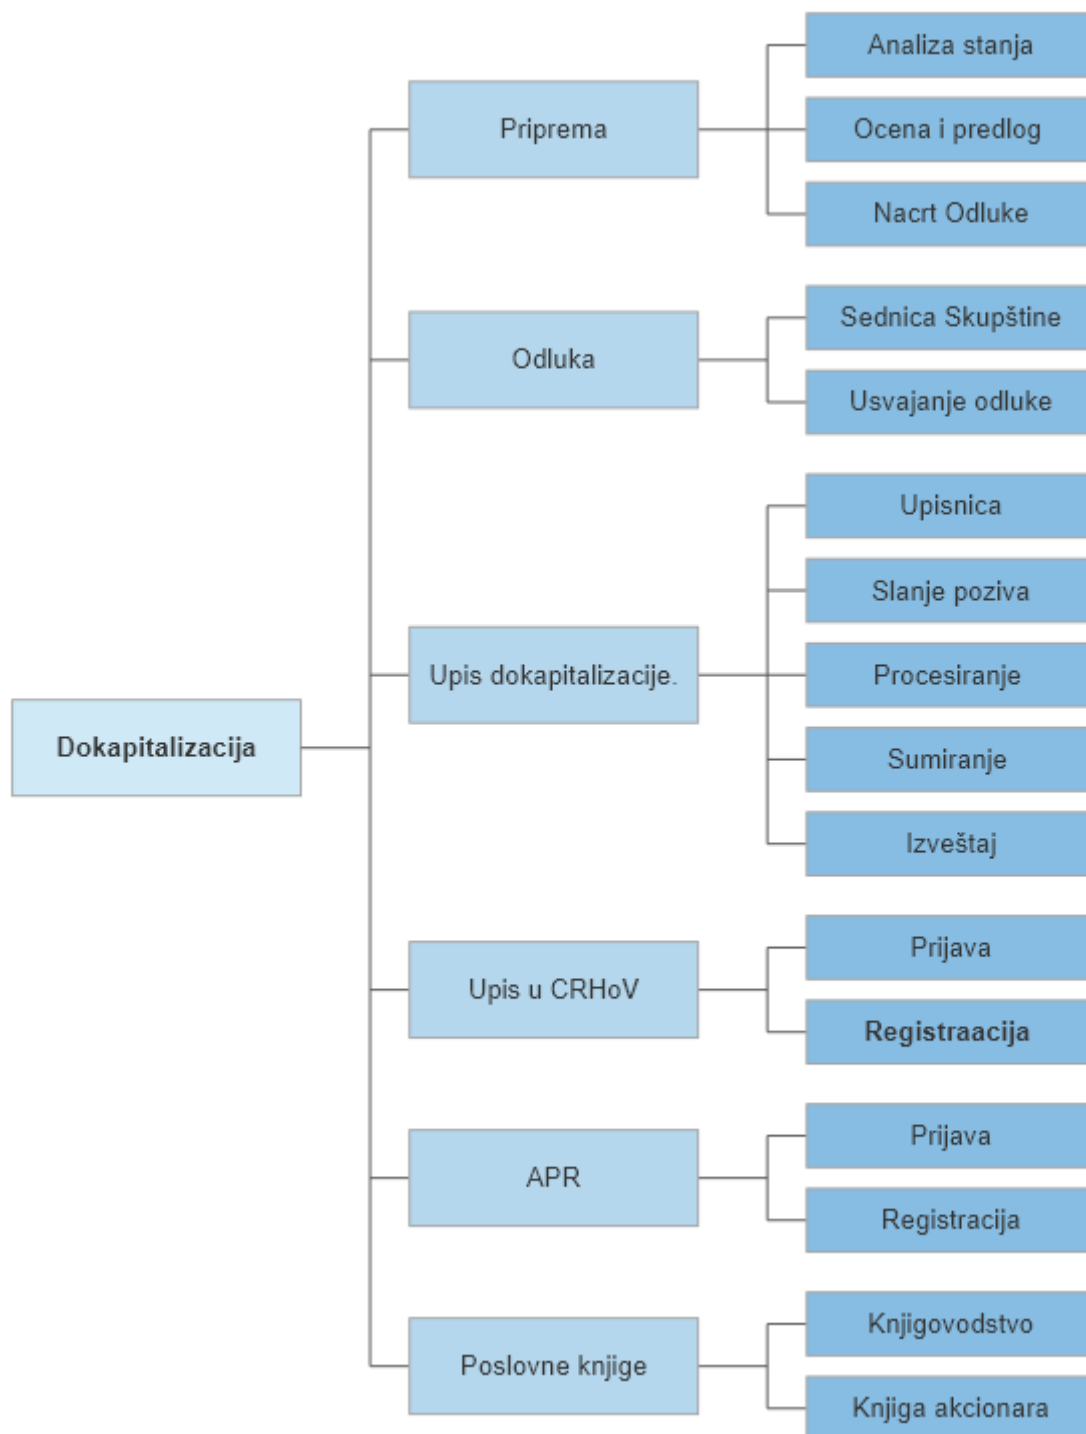 Dokapitalizacija
Priprema
Analiza stanja
Ocena i predlog
Nacrt Odluke
Odluka
Sednica Skupštine
Usvajanje odluke
Upis dokapitalizacije.
Upisnica
Slanje poziva
Procesiranje
Sumiranje
Izveštaj
Upis u CRHoV
Prijava
Registraacija
APR
Prijava
Registracija
Poslovne knjige
Knjigovodstvo
Knjiga akcionara